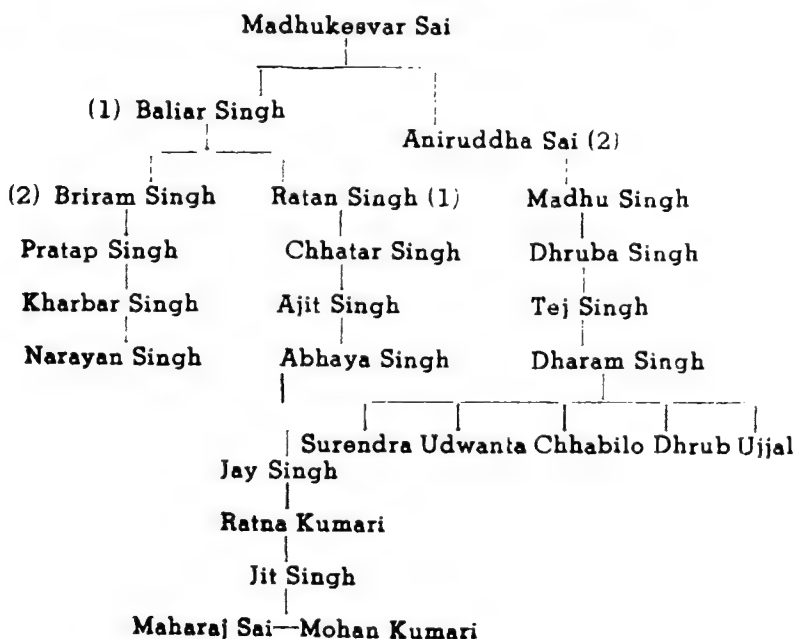 Madhukesvar Sai
(1) Baliar Singh
Aniruddha Sai (2)
(2) Briram Singh Ratan Singh (1) Madhu Singh
Pratap Singh Chhatar Singh Dhruba Singh
Kharbar Singh Ajit Singh Tej Singh
Narayan Singh Abhaya Singh Dharam Singh
Surendra Udwanta Chhabilo Dhrub Ujjal
Jay Singh
Ratna Kumari
Jit Singh
Maharaj Sai—Mohan Kumari